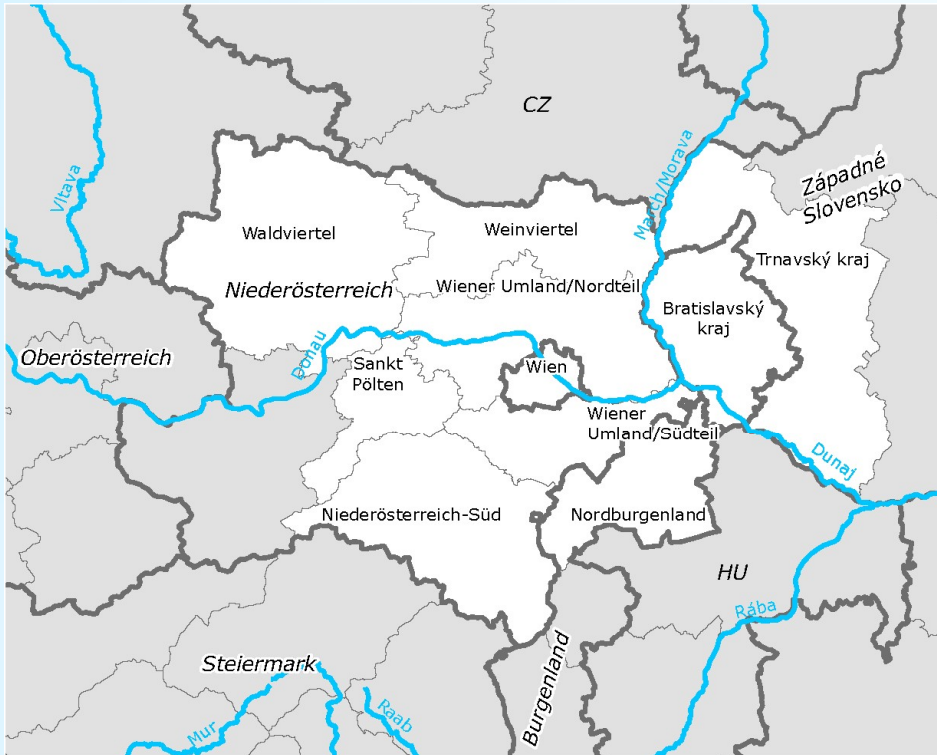 CZ
Vltava
March/Morava
Západné
Slovensko
Waldviertel
Weinviertel
Trnavský kraj
Niederösterreich
Wiener Umland/Nordteil
Bratislavský
kraj
Oberösterreich
Donau
Sankt
Pölten
Wien
Wiener
Umland/Südteil
Dunaj
Niederösterreich-Süd
Nordburgenland
HU
Rába
Steiermark
Burgenland
Mur
Raab